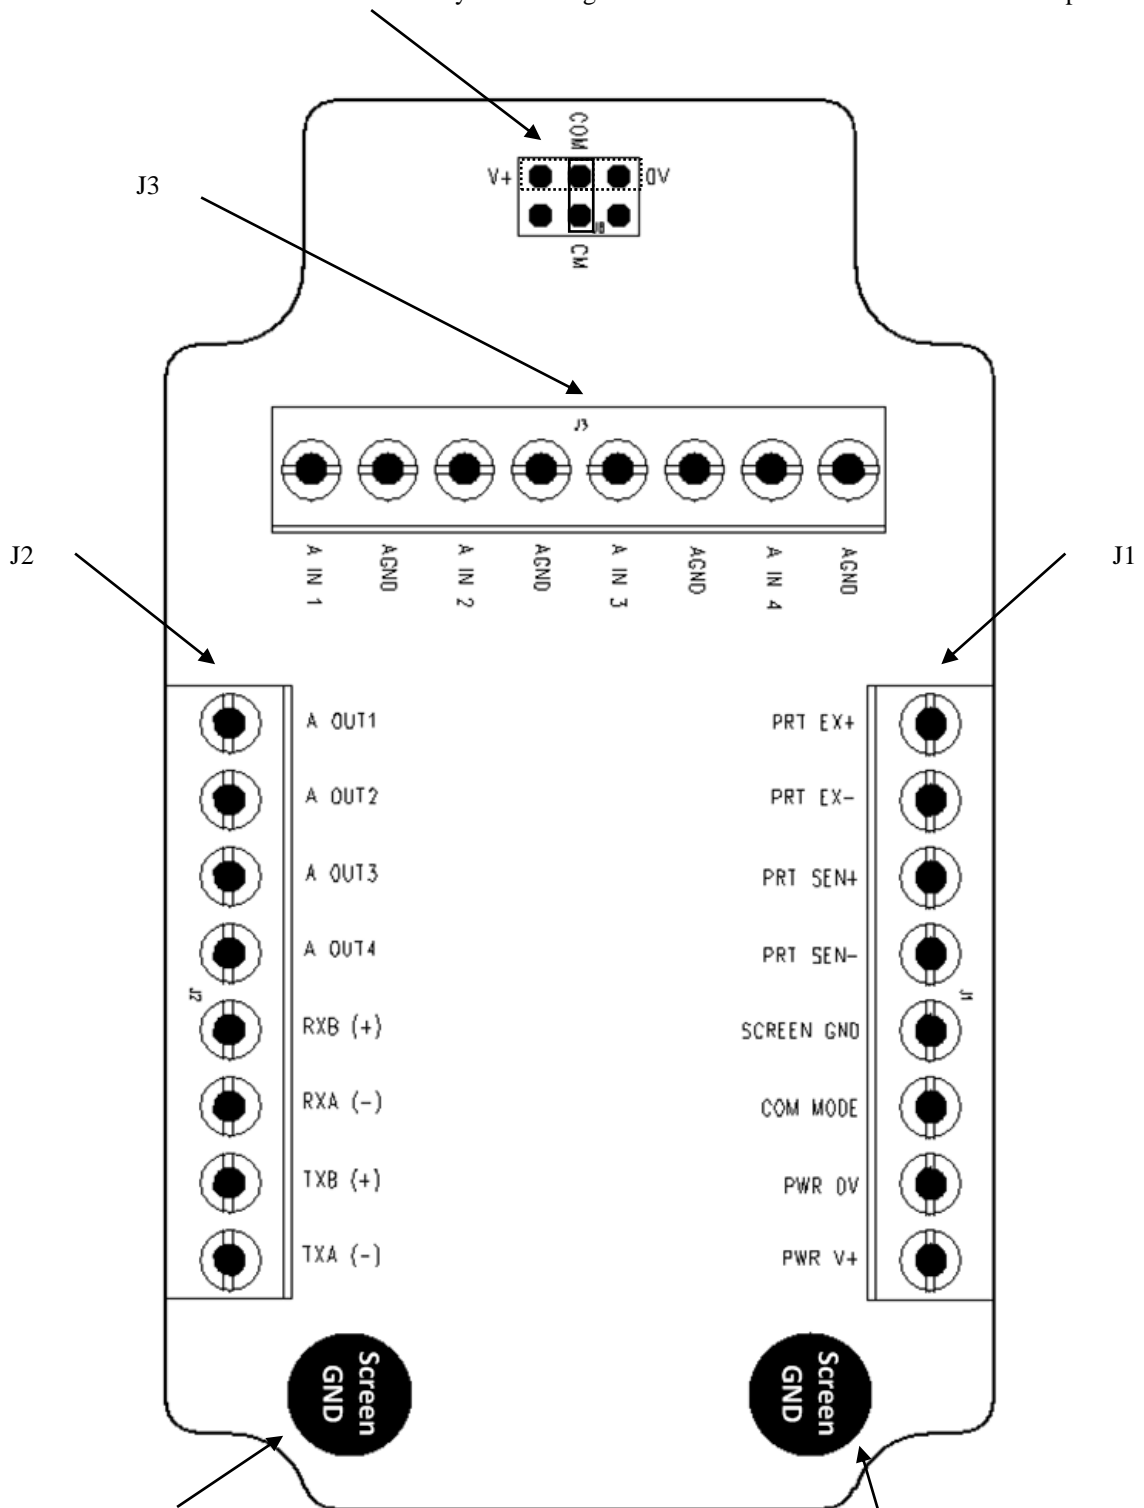 COM
V+
0V
J8
CM
J3
J3
A IN 1
AGND
A IN 2
AGND
A IN 3
AGND
A IN 4
AGND
J2
J1
A OUT1
A OUT2
A OUT3
A OUT4
J2
RXB (+)
RXA (-)
TXB (+)
TXA (-)
PRT EX+
PRT EX-
PRT SEN+
PRT SEN-
J1
SCREEN GND
COM MODE
PWR 0V
PWR V+
Screen
GND
Screen
GND